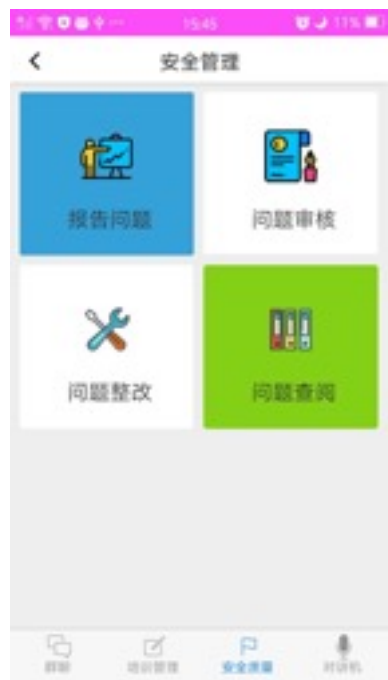 15:45
11%
安全管理
报告问题
问题审核
问题整改
问题查阅
群聊
培训管理
安全质量
对讲机